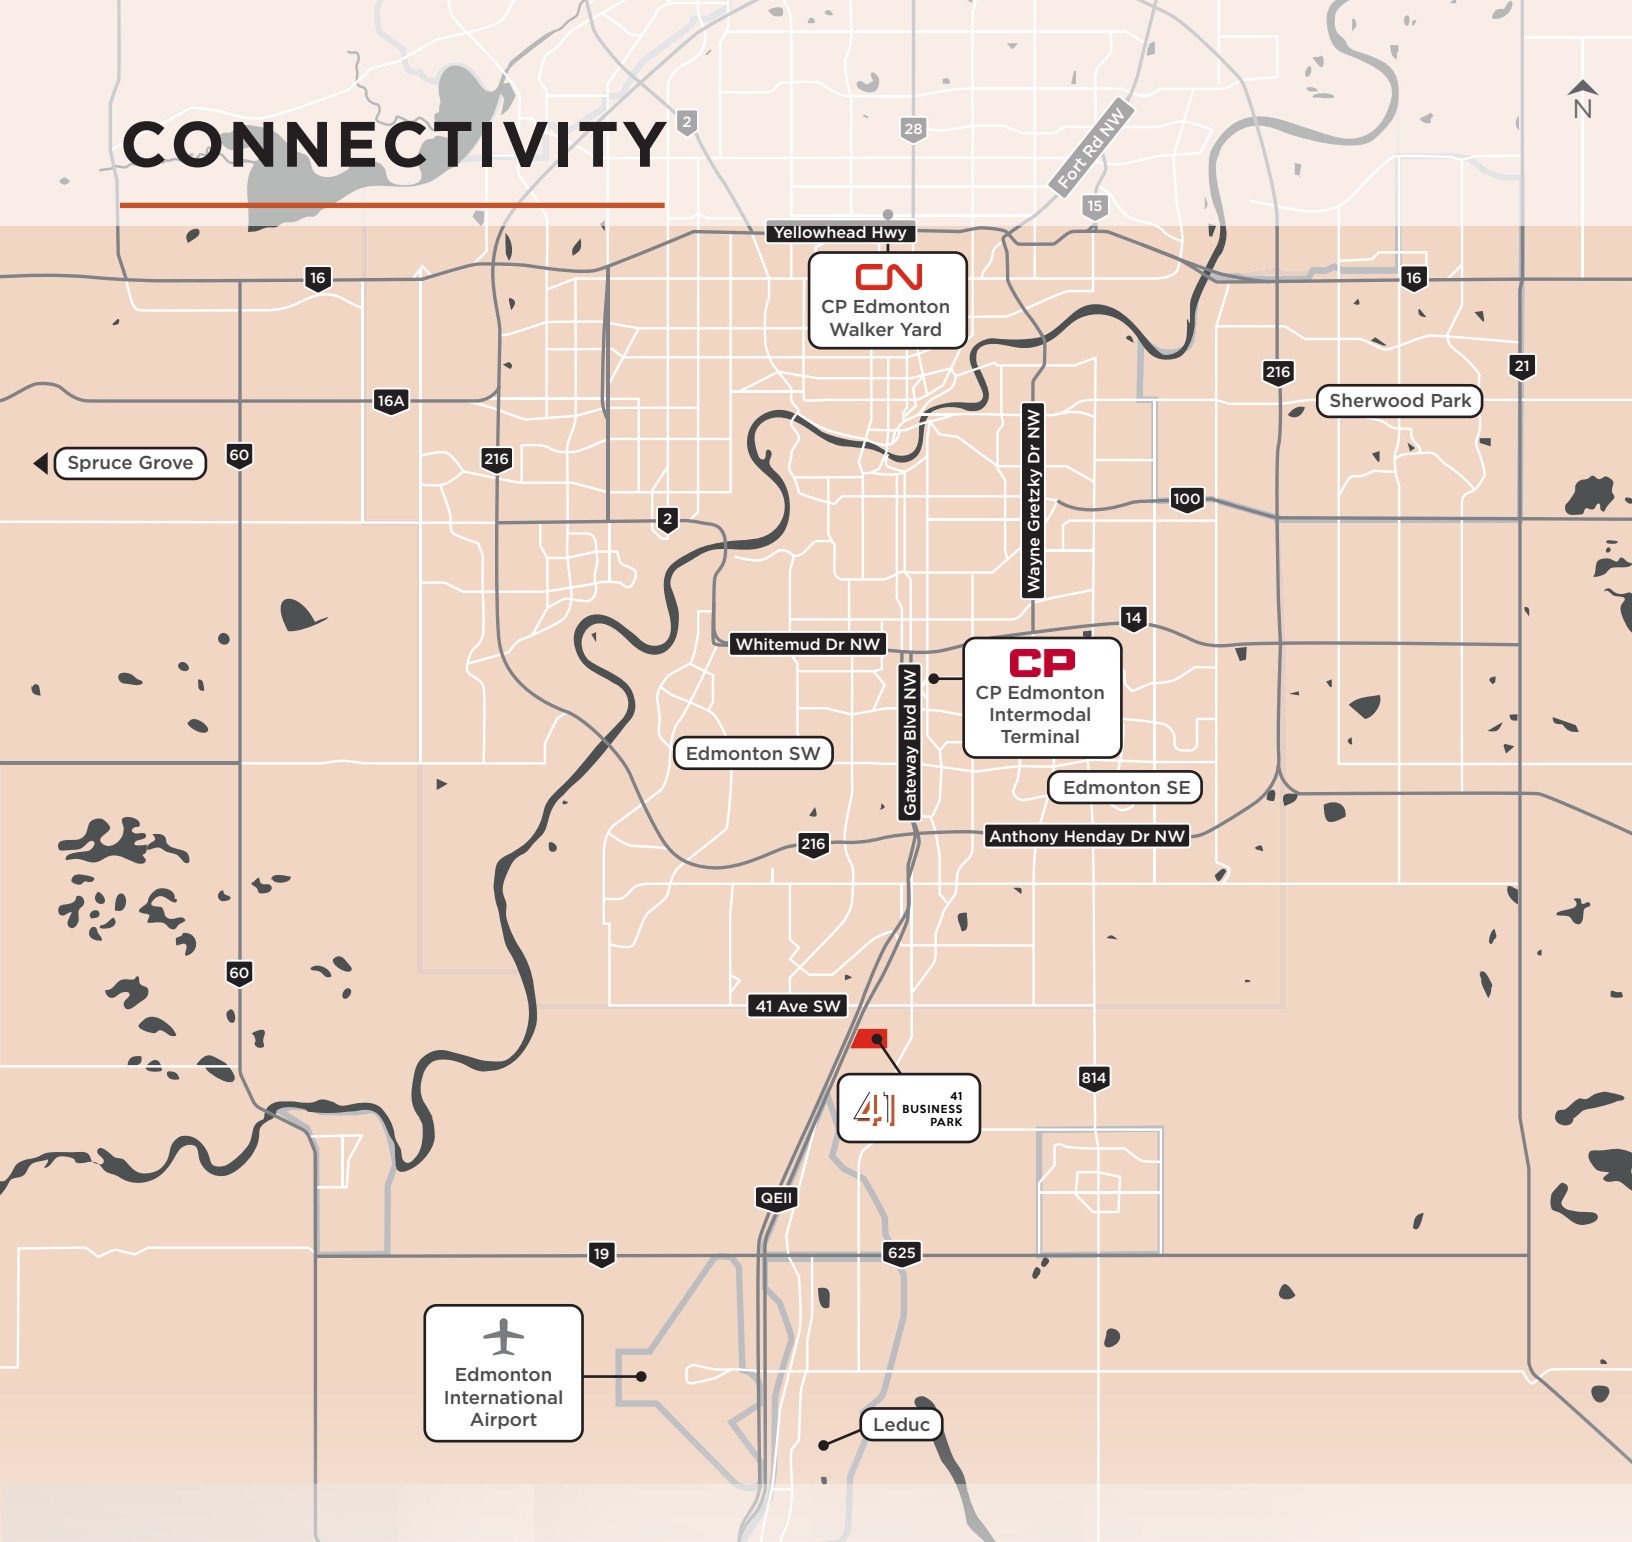 CONNECTIVITY
N
2
28
Fort Rd NW
15
Yellowhead Hwy
16
CN
CP Edmonton
Walker Yard
16
216
21
16A
Sherwood Park
Spruce Grove
60
216
Wayne Gretzky Dr NW
100
2
14
Whitemud Dr NW
CP
CP Edmonton
Intermodal
Terminal
Gateway Blvd NW
Edmonton SW
Edmonton SE
Anthony Henday Dr NW
216
60
41 Ave SW
814
41
41
BUSINESS
PARK
QEII
19
625
Edmonton
International
Airport
Leduc